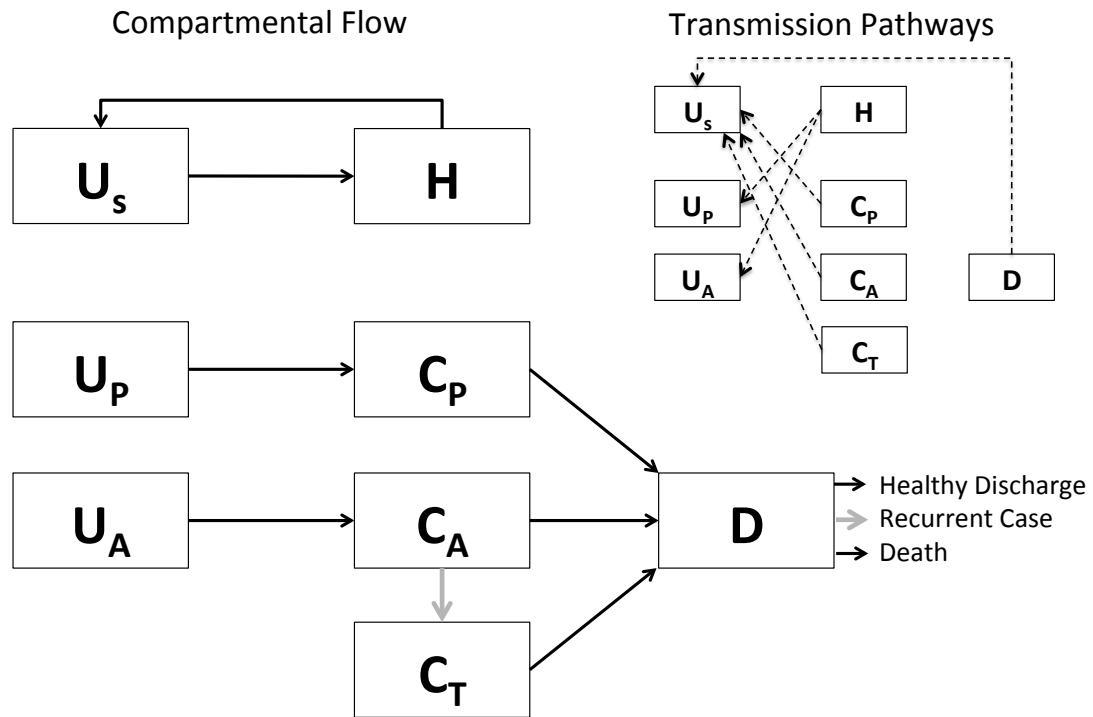 Compartmental Flow
Transmission Pathways
Us
H
UP
CP
UA
CA
D
CT
Us
H
UP
CP
UA
CA
D
Healthy Discharge
Recurrent Case
Death
CT